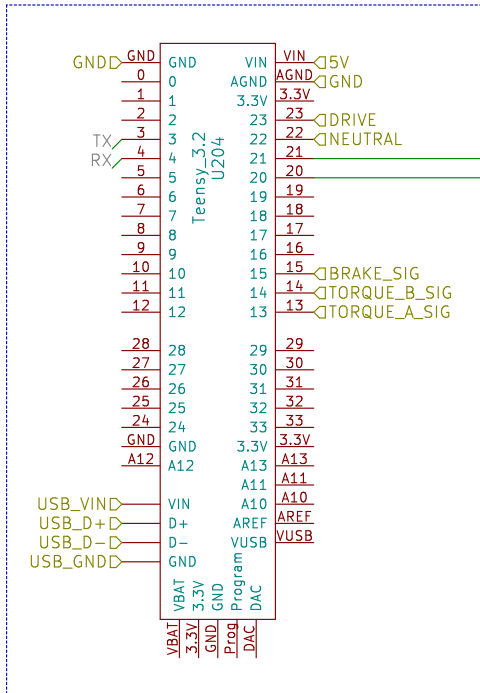 GND GND GND VIN VIN 5V
0 0 AGND AGND GND
1 1 3.3V 3.3V
2 2 23 23 DRIVE
TX 3 3 22 22 NEUTRAL
RX 4 4 21 21
5 5 20 20
6 6 19 19
7 7 18 18
8 8 17 17
9 9 16 16
10 10 15 15 BRAKE_SIG
11 11 14 14 TORQUE_B_SIG
12 12 13 13 TORQUE_A_SIG
Teensy_3.2
U204
28 28 29 29
27 27 30 30
26 26 31 31
25 25 32 32
24 24 33 33
GND GND 3.3V 3.3V
A12 A12 A13 A13
A11 A11
USB_VIN VIN A10 A10
USB_D+ D+ AREF AREF
USB_D- D- VUSB VUSB
USB_GND GND
VBAT 3.3V GND Program DAC
VBAT 3.3V GND Prog DAC